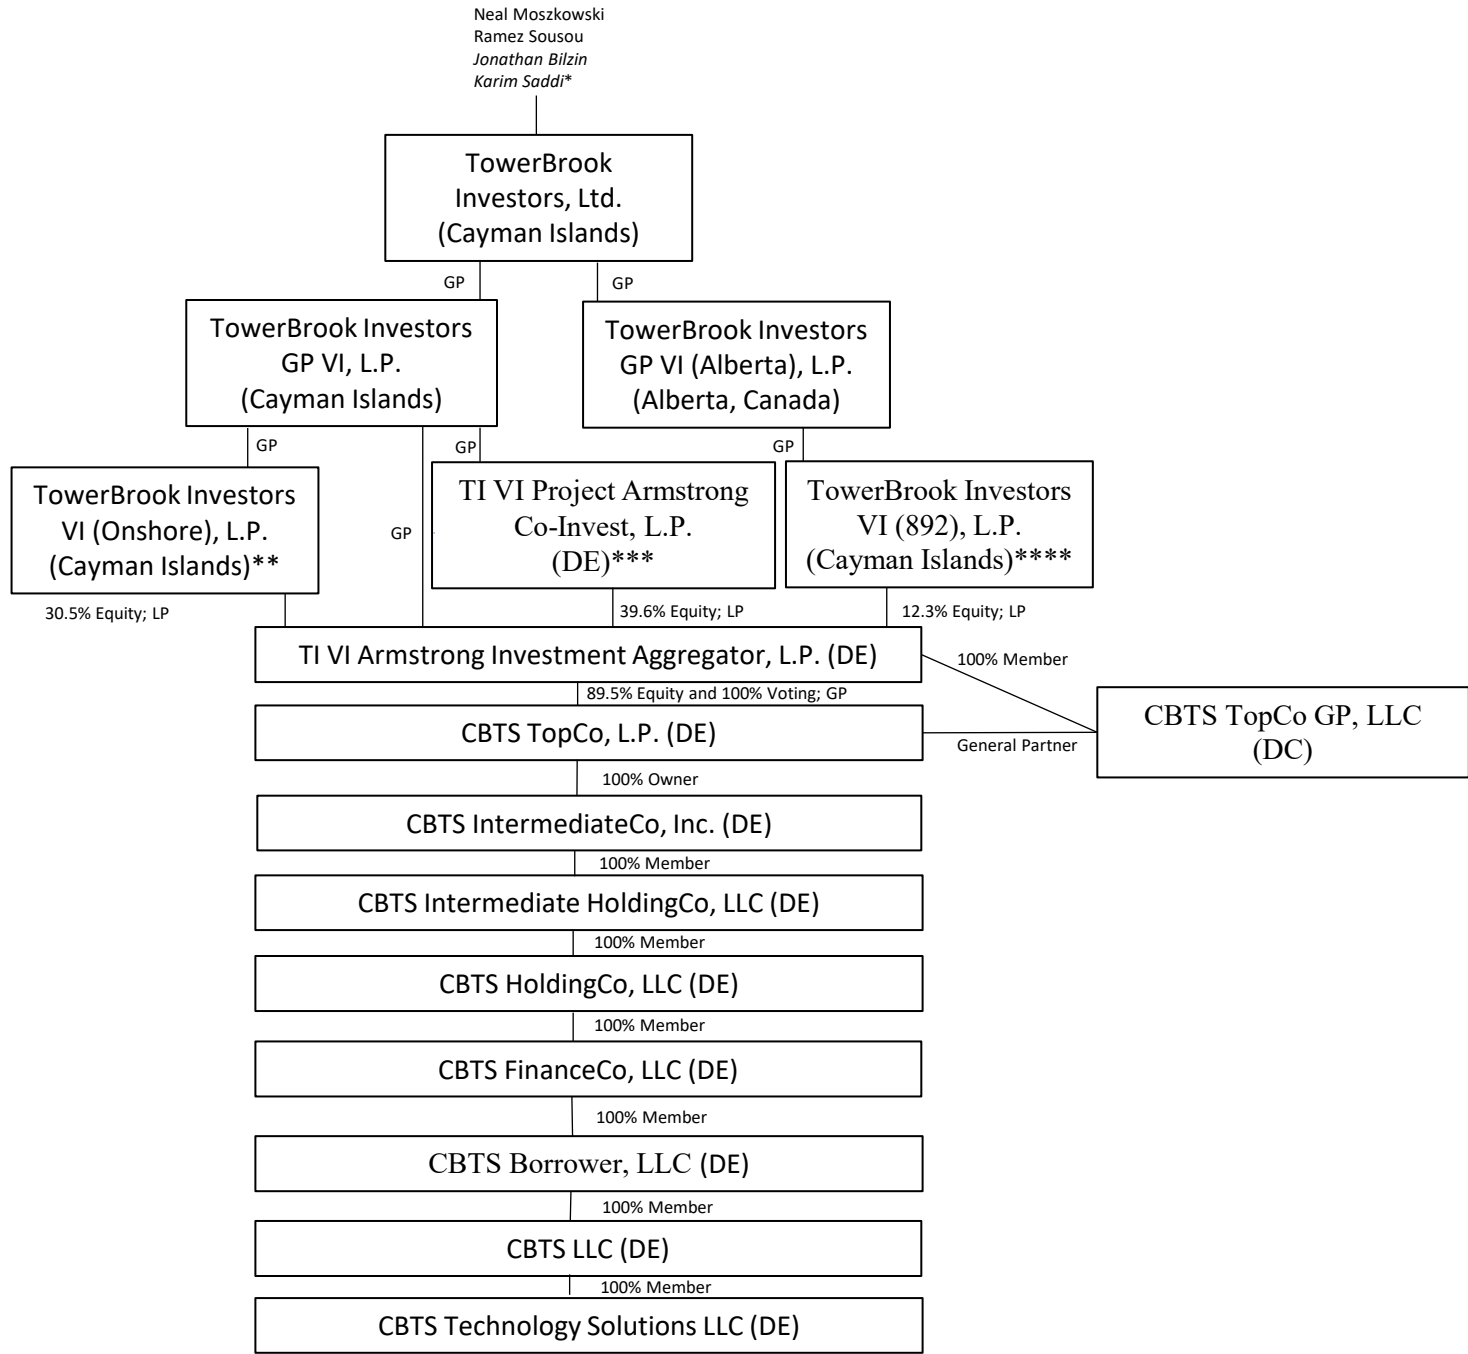 Neal Moszkowski
Ramez Sousou
Jonathan Bilzin
Karim Saddi*
TowerBrook
Investors, Ltd.
(Cayman Islands)
GP
GP
TowerBrook Investors
GP VI, L.P.
(Cayman Islands)
TowerBrook Investors
GP VI (Alberta), L.P.
(Alberta, Canada)
GP
GP
GP
TowerBrook Investors
VI (Onshore), L.P.
(Cayman Islands)**
GP
TI VI Project Armstrong
Co-Invest, L.P.
(DE)***
TowerBrook Investors
VI (892), L.P.
(Cayman Islands)****
30.5% Equity; LP
39.6% Equity; LP
12.3% Equity; LP
TI VI Armstrong Investment Aggregator, L.P. (DE)
100% Member
89.5% Equity and 100% Voting; GP
CBTS TopCo, L.P. (DE)
General Partner
CBTS TopCo GP, LLC
(DC)
100% Owner
CBTS IntermediateCo, Inc. (DE)
100% Member
CBTS Intermediate HoldingCo, LLC (DE)
100% Member
CBTS HoldingCo, LLC (DE)
100% Member
CBTS FinanceCo, LLC (DE)
100% Member
CBTS Borrower, LLC (DE)
100% Member
CBTS LLC (DE)
100% Member
CBTS Technology Solutions LLC (DE)